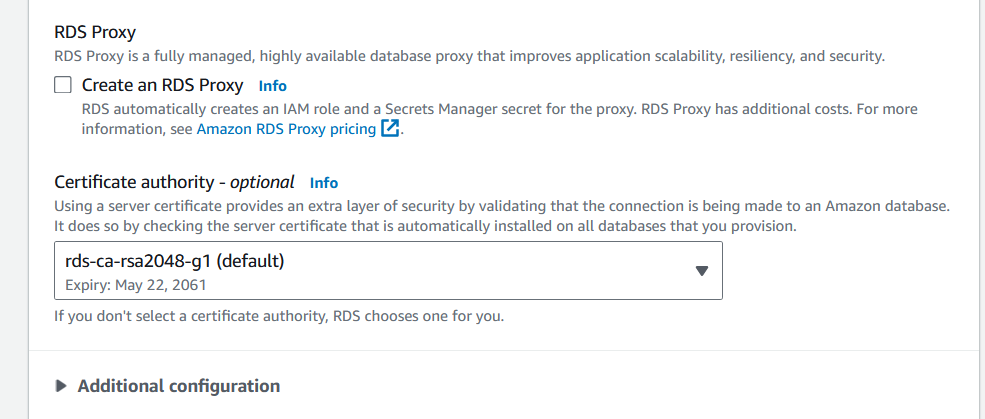 RDS Proxy
RDS Proxy is a fully managed, highly available database proxy that improves application scalability, resiliency, and security.
Create an RDS Proxy Info
RDS automatically creates an IAM role and a Secrets Manager secret for the proxy. RDS Proxy has additional costs. For more
information, see Amazon RDS Proxy pricing.
Certificate authority - optional Info
Using a server certificate provides an extra layer of security by validating that the connection is being made to an Amazon database.
It does so by checking the server certificate that is automatically installed on all databases that you provision.
rds-ca-rsa2048-g1 (default)
Expiry: May 22, 2061
If you don't select a certificate authority, RDS chooses one for you.
Additional configuration